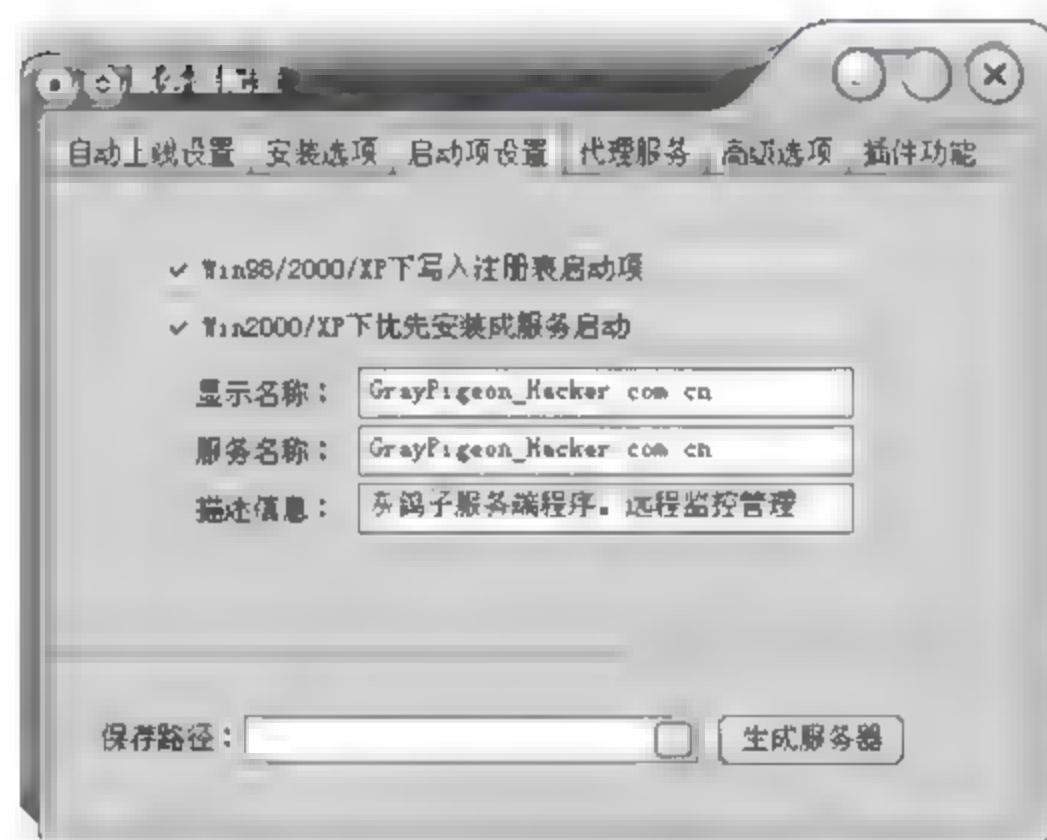 自动上线设置 安装选项 启动项设置 代理服务 高级选项 插件功能
Win98/2000/XP下写入注册表启动项
Win2000/XP下优先安装成服务启动
显示名称： GrayPigeon_Hacker com cn
服务名称： GrayPigeon_Hacker com cn
描述信息： 灰鸽子服务端程序。远程监控管理
保存路径： 生成服务器